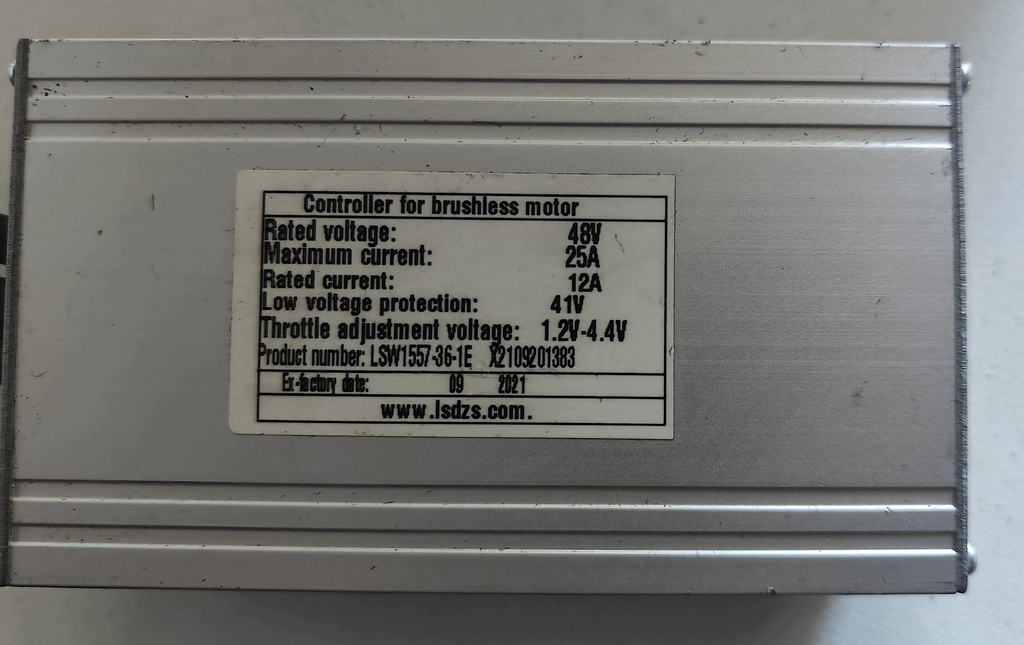 Controller for brushless motor
Rated voltage: 48V
Maximum current: 25A
Rated current: 12A
Low voltage protection: 41V
Throttle adjustment voltage: 1.2V-4.4V
Product number: LSW1557-36-1E X2109201383
Ex-factory date: 09 2021
www.lsdzs.com.